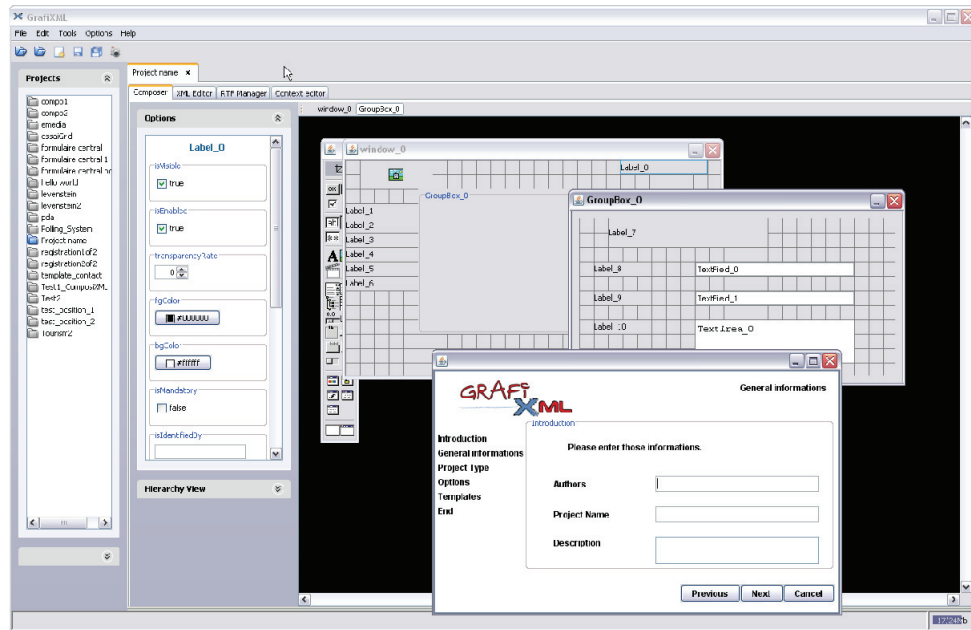 GrafiXML
File Edit Tools Options Help
Projects
compo1
compo2
emedia
essaiGrid
formulaire central
formulaire central 1
formulaire central
hello world
levenstein
levenstein2
pda
Polling_System
Project name
registration1of2
registration2of2
template_contact
Test1_CompositXML
Test2
test_position_1
test_position_2
Tourism2
Project name x
Composer XML Editor RTF Manager Context editor
Options
Label_0
isVisible
true
isEnabled
true
transparencyRate
0
fgColor
#000000
bgColor
#ffffff
isMandatory
false
isIdentifiedBy
Hierarchy View
window_0 GroupBox_0
window_0
Label_0
GroupBox_0
Label_1
Label_2
Label_3
Label_4
Label_5
Label_6
GroupBox_0
Label_7
Label_8 TextField_0
Label_9 TextField_1
Label_10 TextArea_0
GRAFiXML
General informations
Introduction
General informations
Project Type
Options
Templates
End
Introduction
Please enter those informations.
Authors
Project Name
Description
Previous Next Cancel